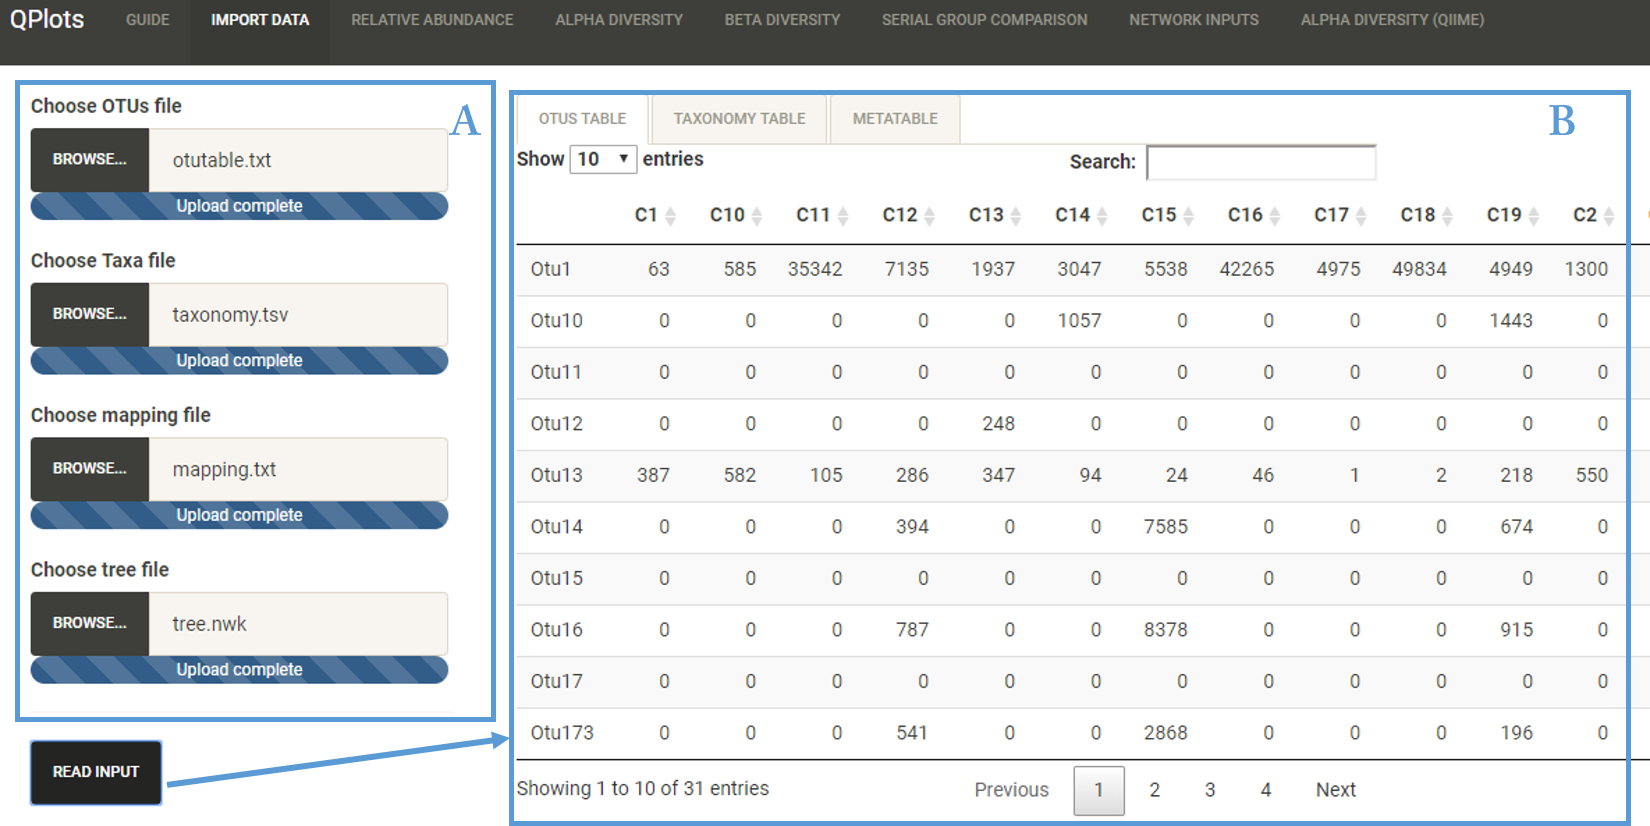 QPlots GUIDE IMPORT DATA RELATIVE ABUNDANCE ALPHA DIVERSITY BETA DIVERSITY SERIAL GROUP COMPARISON NETWORK INPUTS ALPHA DIVERSITY (QIIME)
A
Choose OTUs file
BROWSE... otutable.txt
Upload complete
Choose Taxa file
BROWSE... taxonomy.tsv
Upload complete
Choose mapping file
BROWSE... mapping.txt
Upload complete
Choose tree file
BROWSE... tree.nwk
Upload complete
READ INPUT
B
OTUS TABLE TAXONOMY TABLE METATABLE
Show 10 entries Search:
C1 C10 C11 C12 C13 C14 C15 C16 C17 C18 C19 C2
Otu1 63 585 35342 7135 1937 3047 5538 42265 4975 49834 4949 1300
Otu10 0 0 0 0 0 1057 0 0 0 0 1443 0
Otu11 0 0 0 0 0 0 0 0 0 0 0 0
Otu12 0 0 0 0 248 0 0 0 0 0 0 0
Otu13 387 582 105 286 347 94 24 46 1 2 218 550
Otu14 0 0 0 394 0 0 7585 0 0 0 674 0
Otu15 0 0 0 0 0 0 0 0 0 0 0 0
Otu16 0 0 0 787 0 0 8378 0 0 0 915 0
Otu17 0 0 0 0 0 0 0 0 0 0 0 0
Otu173 0 0 0 541 0 0 2868 0 0 0 196 0
Showing 1 to 10 of 31 entries Previous 1 2 3 4 Next